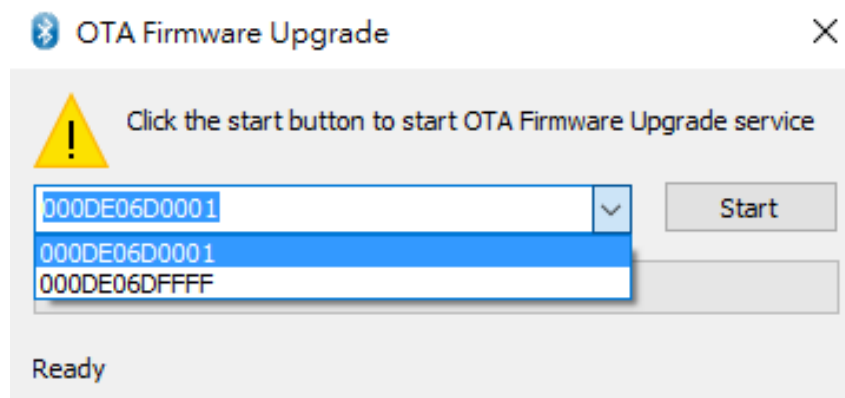 OTA Firmware Upgrade
Click the start button to start OTA Firmware Upgrade service
000DE06D0001
Start
000DE06D0001
000DE06DFFFF
Ready